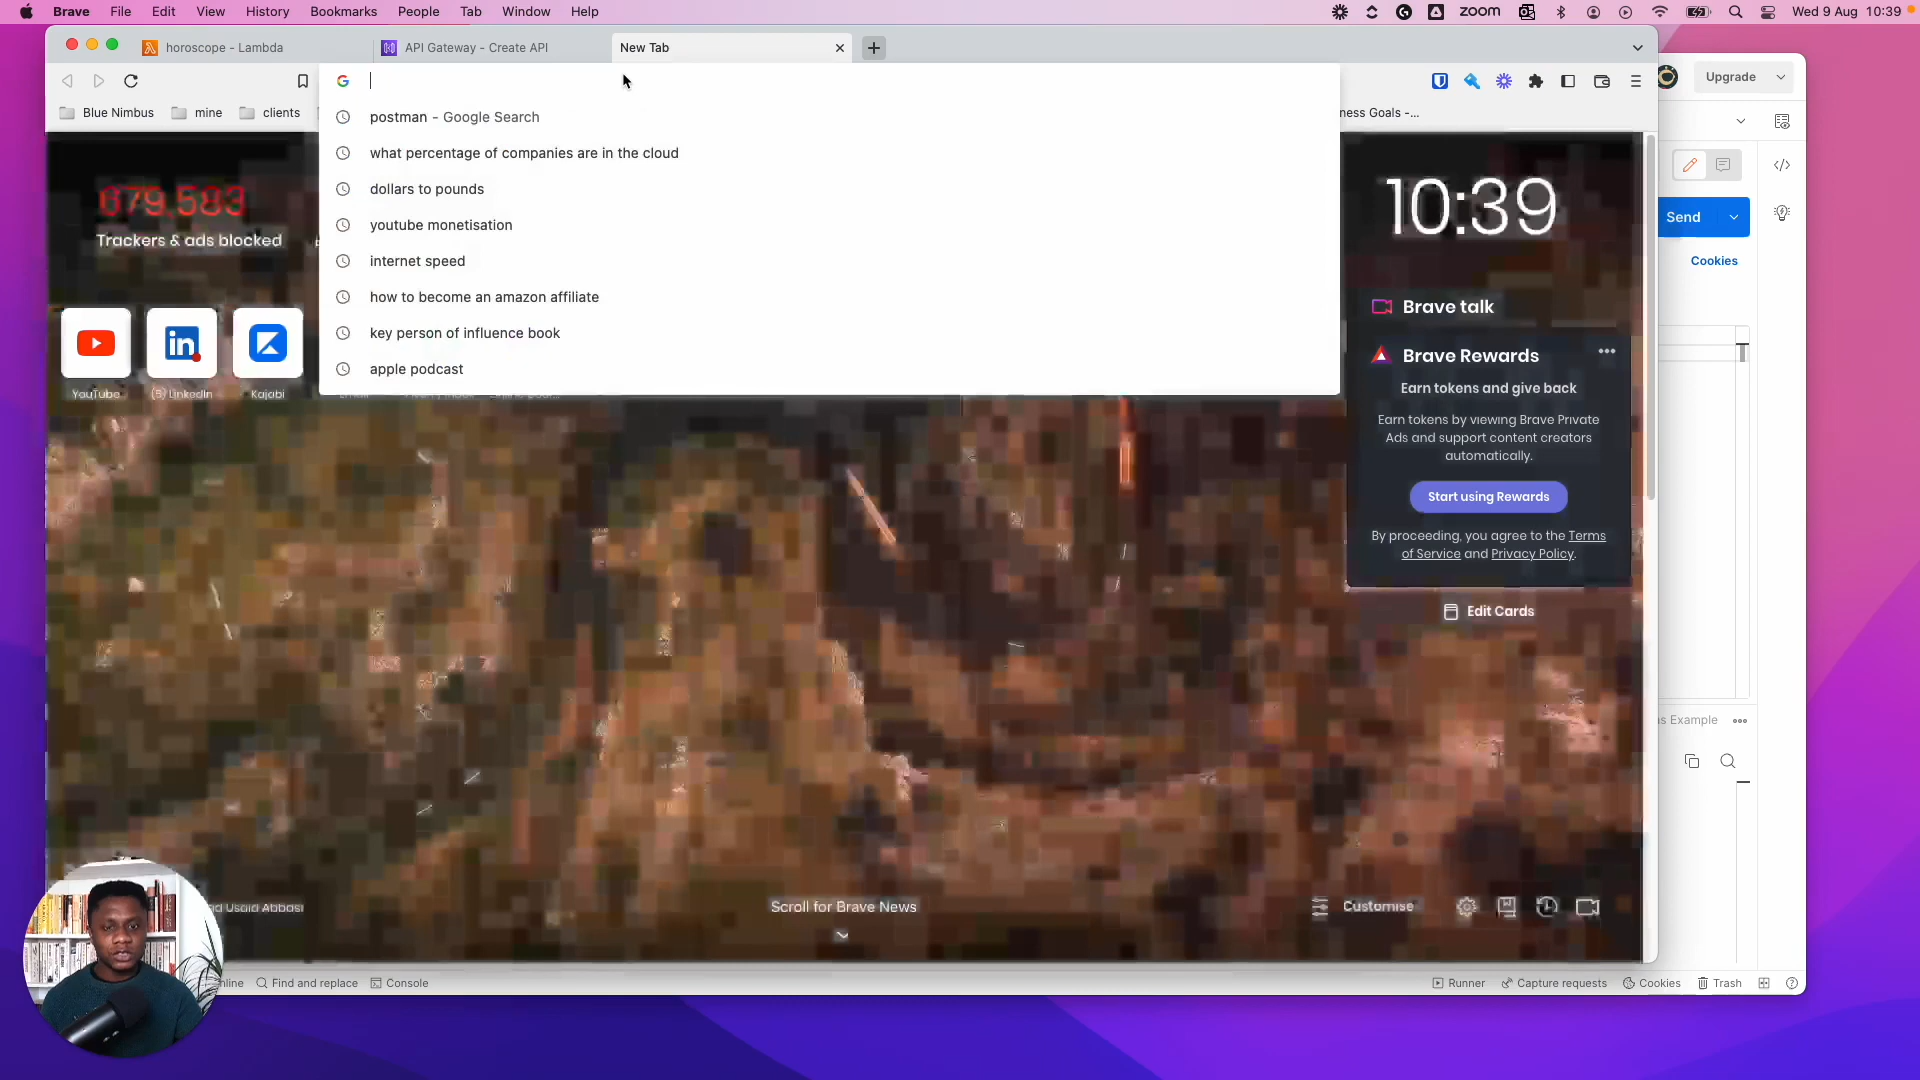 Brave File Edit View History Bookmarks People Tab Window Help zoom Wed 9 Aug 10:39
horoscope - Lambda
API Gateway - Create API
New Tab
Upgrade
Blue Nimbus mine clients
ness Goals -...
postman - Google Search
what percentage of companies are in the cloud
dollars to pounds
youtube monetisation
internet speed
how to become an amazon affiliate
key person of influence book
apple podcast
679,583
Trackers & ads blocked
YouTube
(5) LinkedIn
Kajabi
10:39
Send
Cookies
Brave talk
Brave Rewards
Earn tokens and give back
Earn tokens by viewing Brave Private
Ads and support content creators
automatically.
Start using Rewards
By proceeding, you agree to the Terms
of Service and Privacy Policy.
Edit Cards
Example
nd Usaid Abbasi
Scroll for Brave News
Customise
nline Find and replace Console
Runner Capture requests Cookies Trash